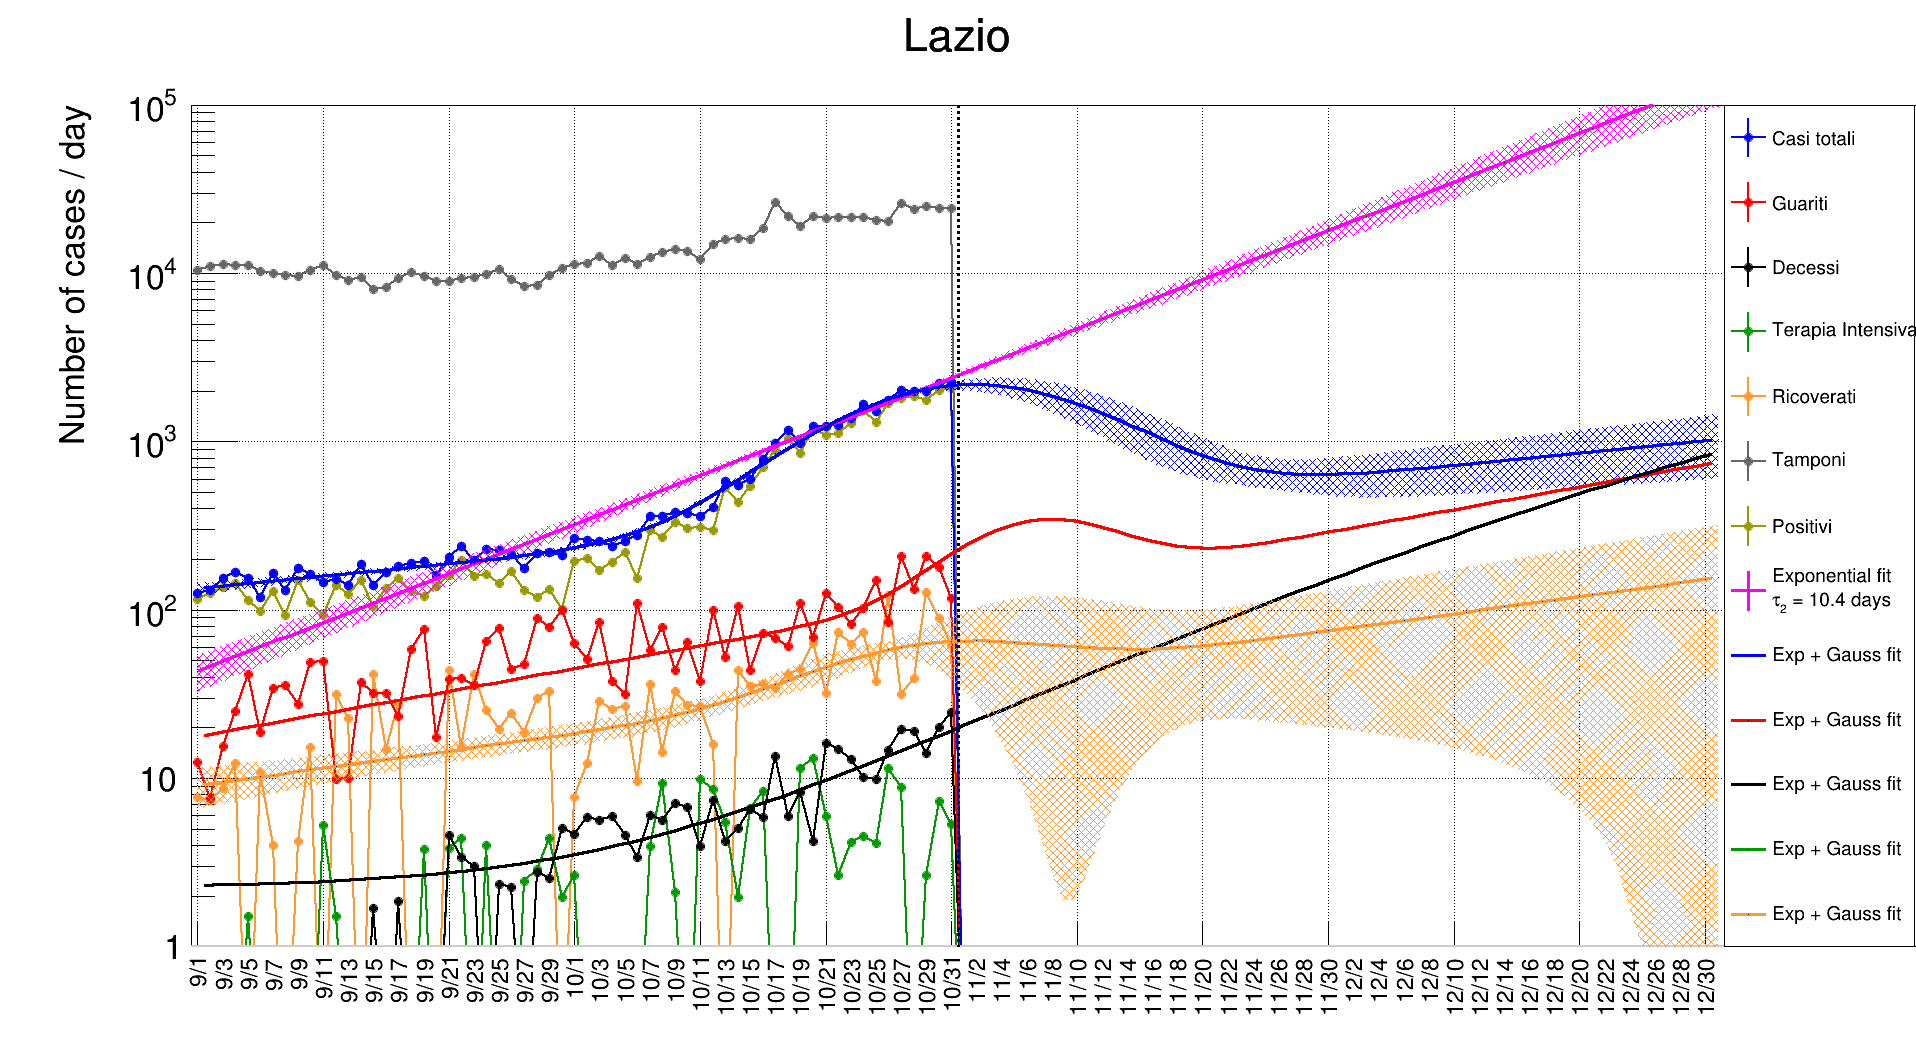 Lazio
Number of cases / day
10^5
10^4
10^3
10^2
10
1
9/1 9/3 9/5 9/7 9/9 9/11 9/13 9/15 9/17 9/19 9/21 9/23 9/25 9/27 9/29 10/1 10/3 10/5 10/7 10/9 10/11 10/13 10/15 10/17 10/19 10/21 10/23 10/25 10/27 10/29 10/31 11/2 11/4 11/6 11/8 11/10 11/12 11/14 11/16 11/18 11/20 11/22 11/24 11/26 11/28 11/30 12/2 12/4 12/6 12/8 12/10 12/12 12/14 12/16 12/18 12/20 12/22 12/24 12/26 12/28 12/30
Casi totali
Guariti
Decessi
Terapia Intensiva
Ricoverati
Tamponi
Positivi
Exponential fit
τ₂ = 10.4 days
Exp + Gauss fit
Exp + Gauss fit
Exp + Gauss fit
Exp + Gauss fit
Exp + Gauss fit